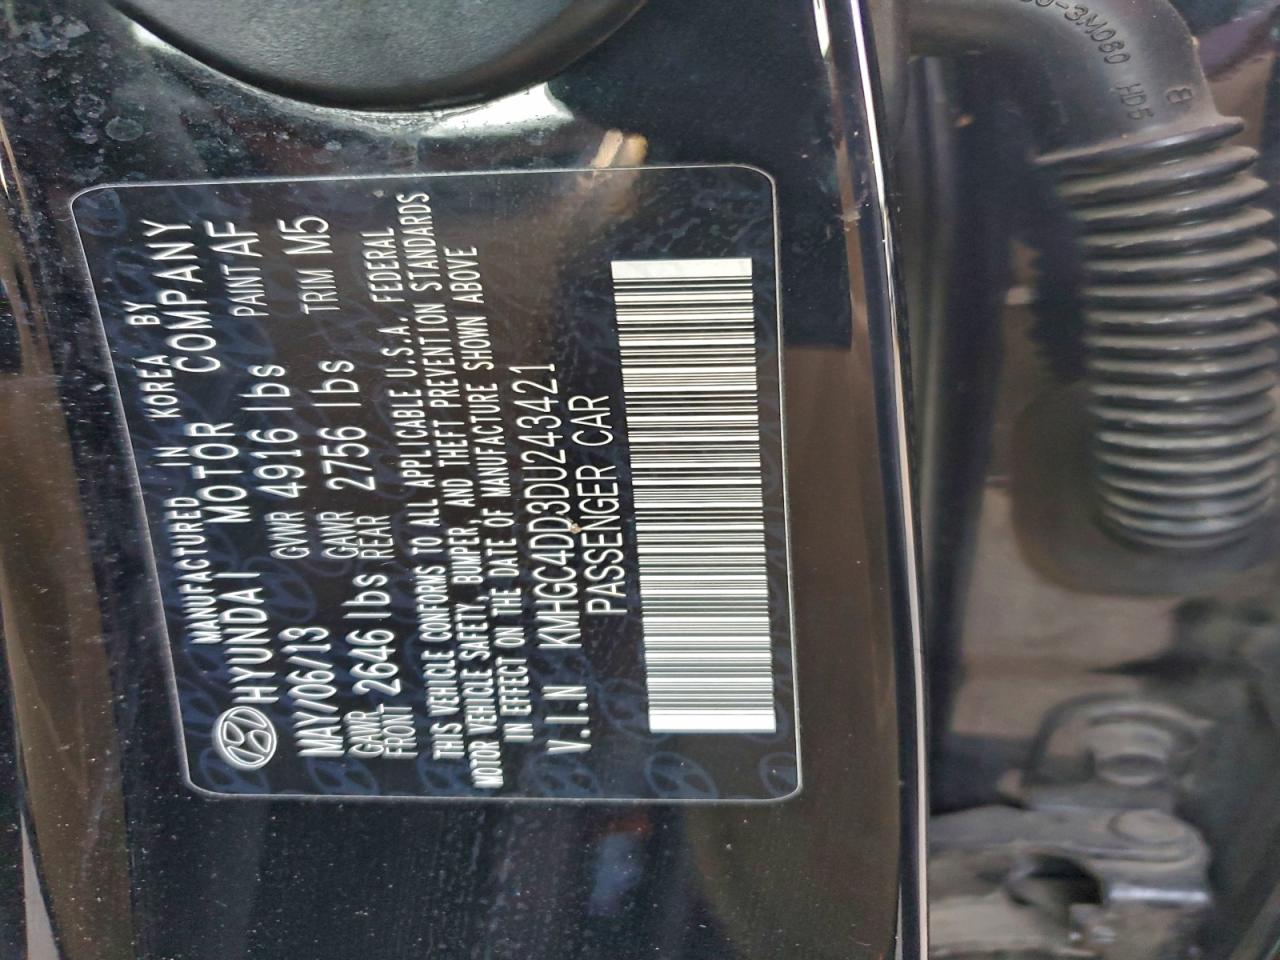 MANUFACTURED IN KOREA BY
HYUNDAI MOTOR COMPANY
MAY/06/13 GVWR 4916 lbs PAINT AF
GAWR FRONT 2646 lbs GAWR REAR 2756 lbs TRIM M5
THIS VEHICLE CONFORMS TO ALL APPLICABLE U.S.A. FEDERAL
MOTOR VEHICLE SAFETY, BUMPER, AND THEFT PREVENTION STANDARDS
IN EFFECT ON THE DATE OF MANUFACTURE SHOWN ABOVE
V.I.N KMHGC4DD3DU243421
PASSENGER CAR
-3M060 HD5
B